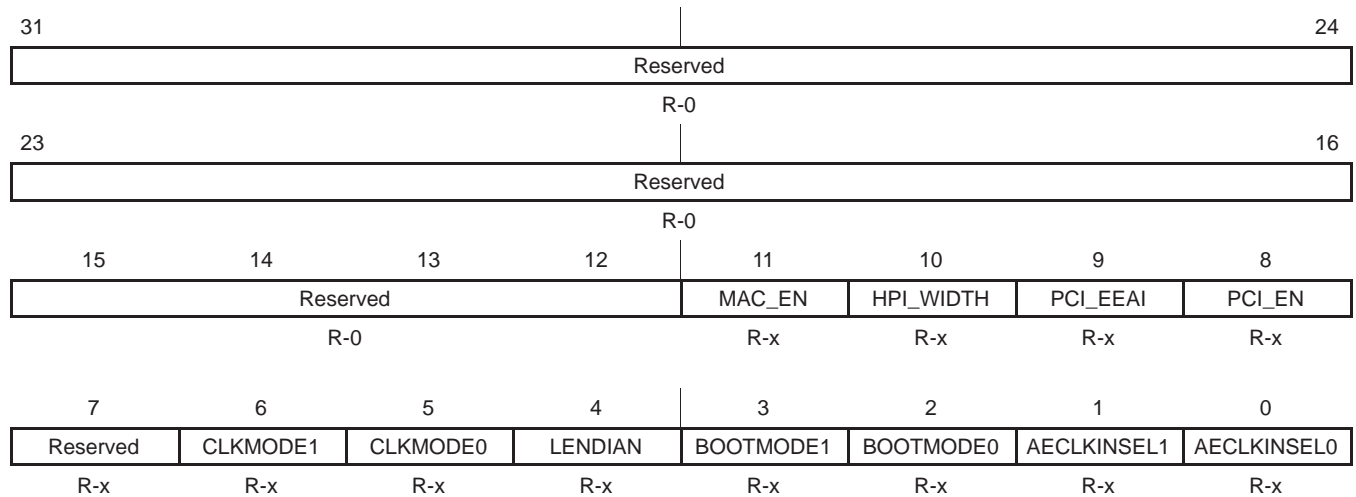 31 24
Reserved
R-0
23 16
Reserved
R-0
15 14 13 12 11 10 9 8
Reserved MAC_EN HPI_WIDTH PCI_EEAI PCI_EN
R-0 R-x R-x R-x R-x
7 6 5 4 3 2 1 0
Reserved CLKMODE1 CLKMODE0 LENDIAN BOOTMODE1 BOOTMODE0 AECLKINSEL1 AECLKINSEL0
R-x R-x R-x R-x R-x R-x R-x R-x